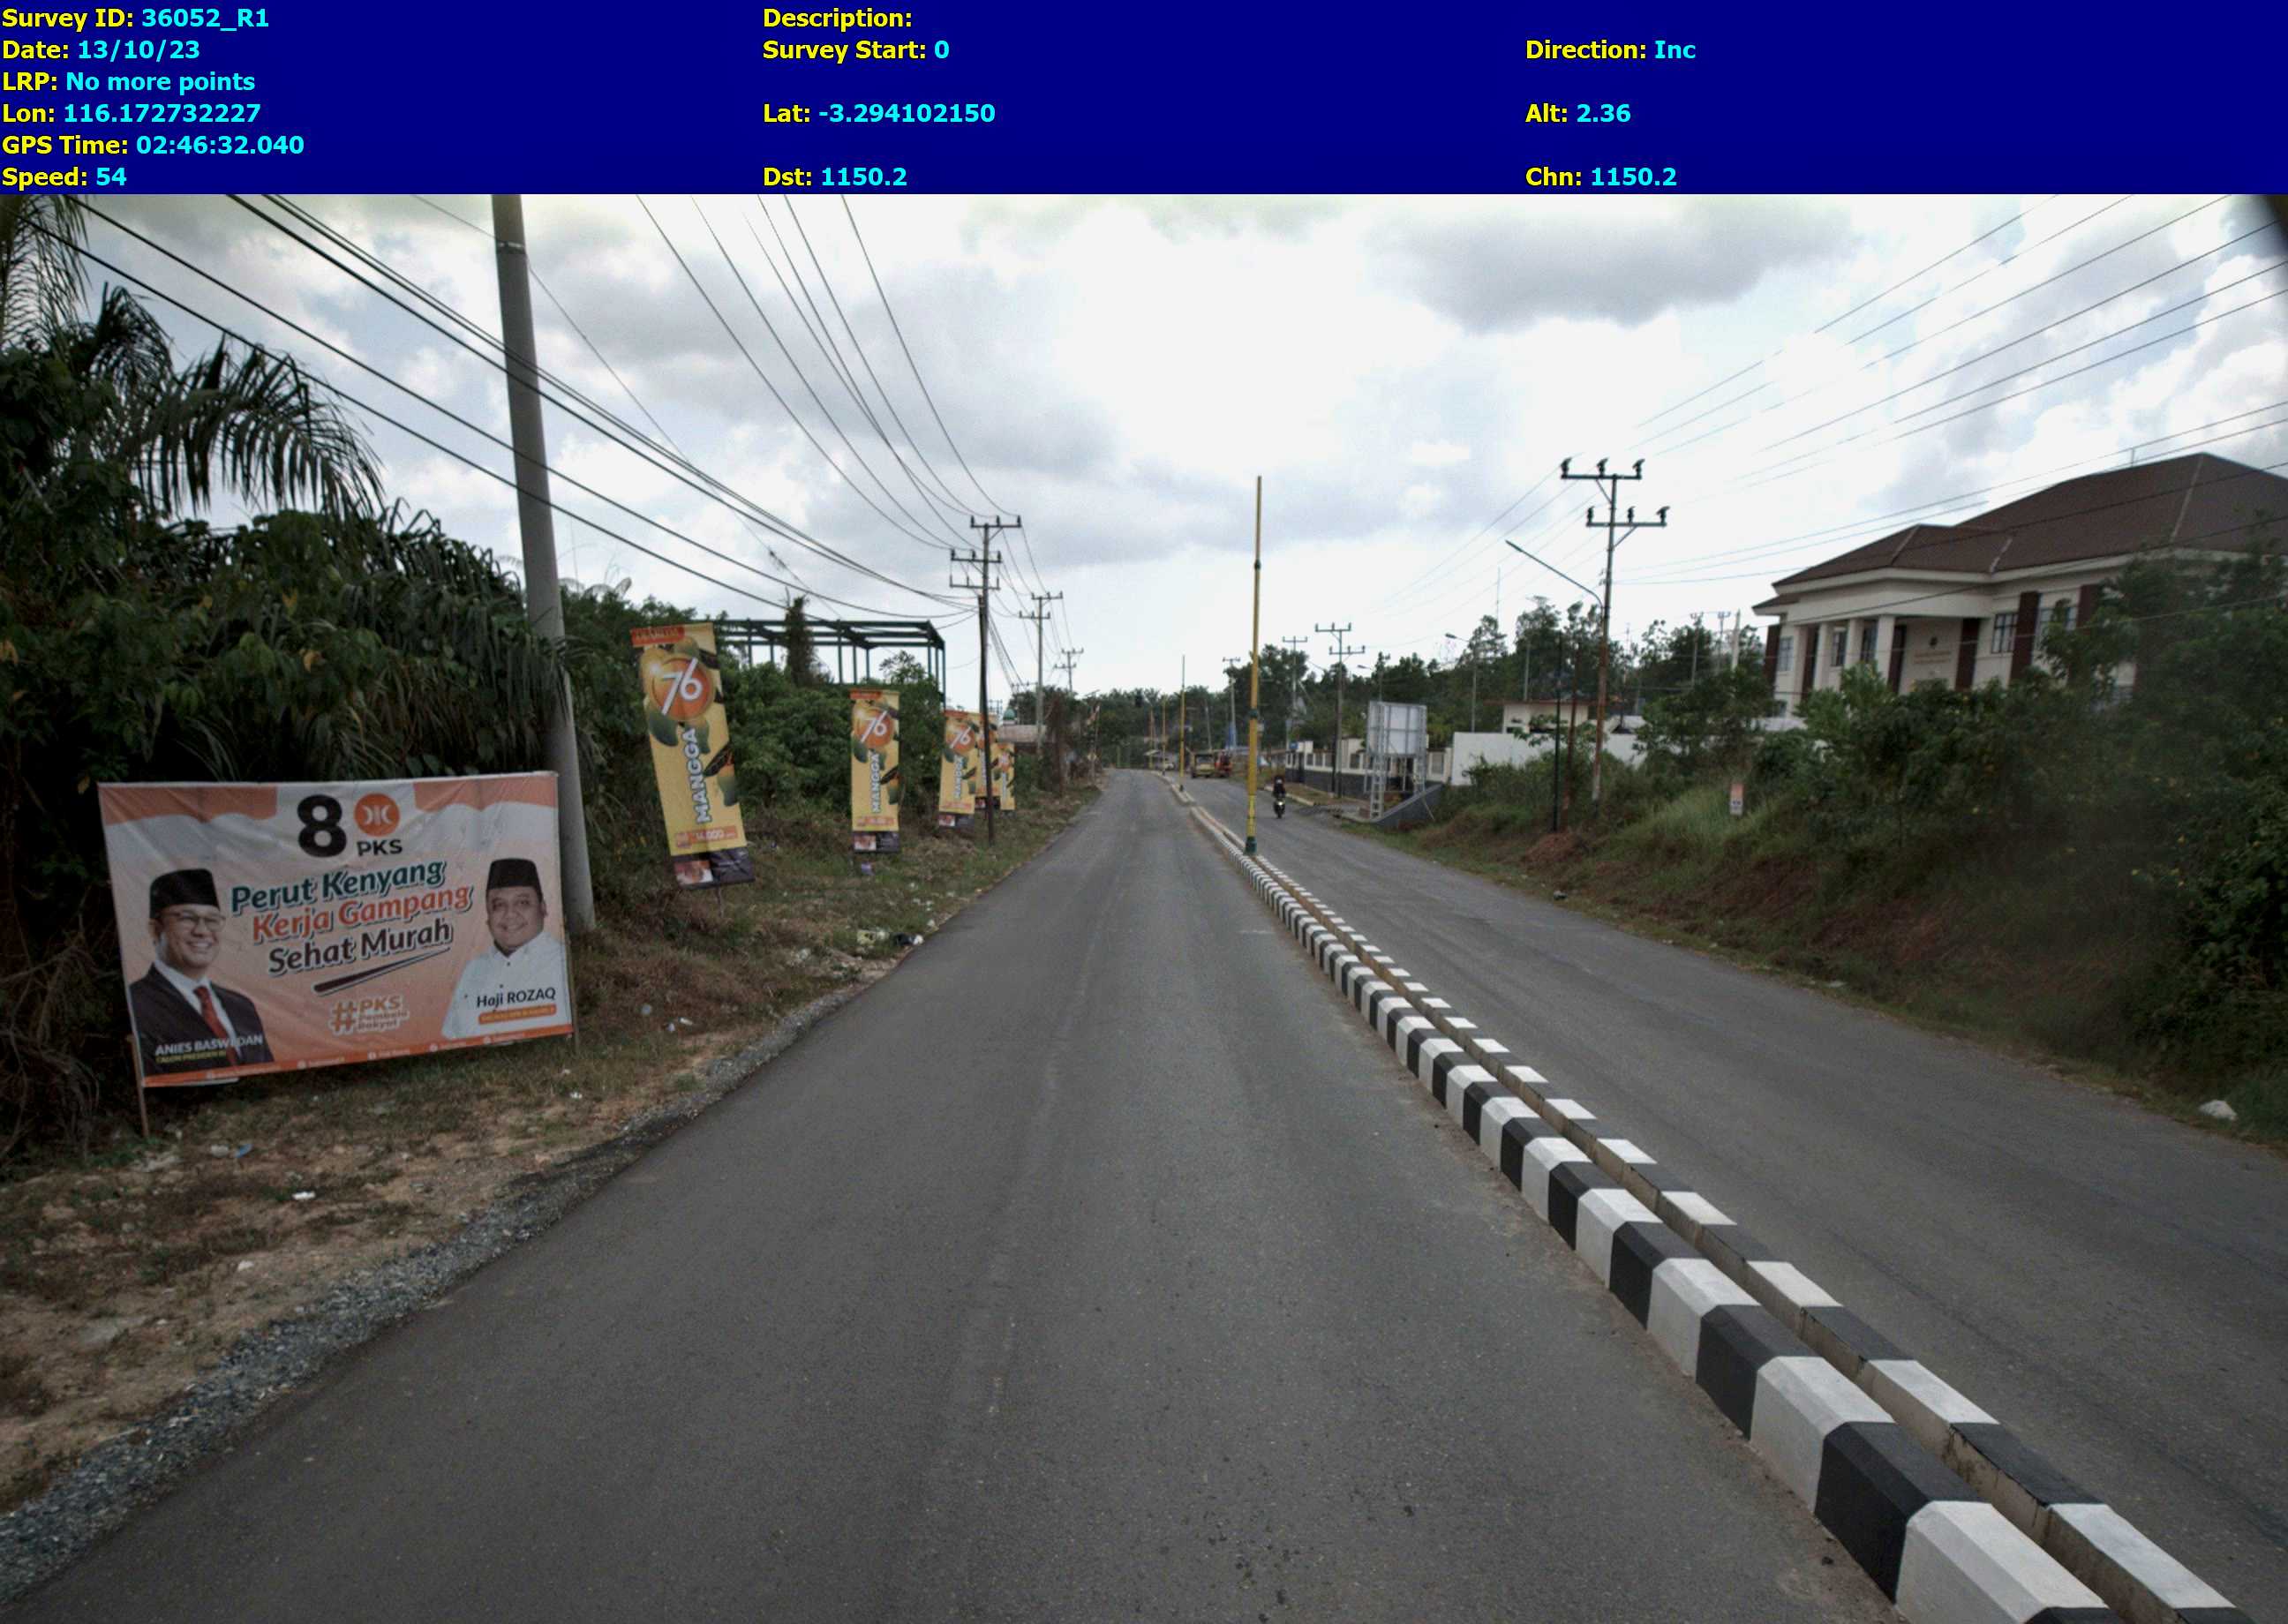 Survey ID: 36052_R1
Description:
Date: 13/10/23
Survey Start: 0
Direction: Inc
LRP: No more points
Lon: 116.172732227
Lat: -3.294102150
Alt: 2.36
GPS Time: 02:46:32.040
Speed: 54
Dst: 1150.2
Chn: 1150.2
8
PKS
Perut Kenyang
Kerja Gampang
Sehat Murah
#PKS
Haji ROZAQ
ANIES BASWEDAN
76
MANGGA
76
MANGGA
76
MANGGA